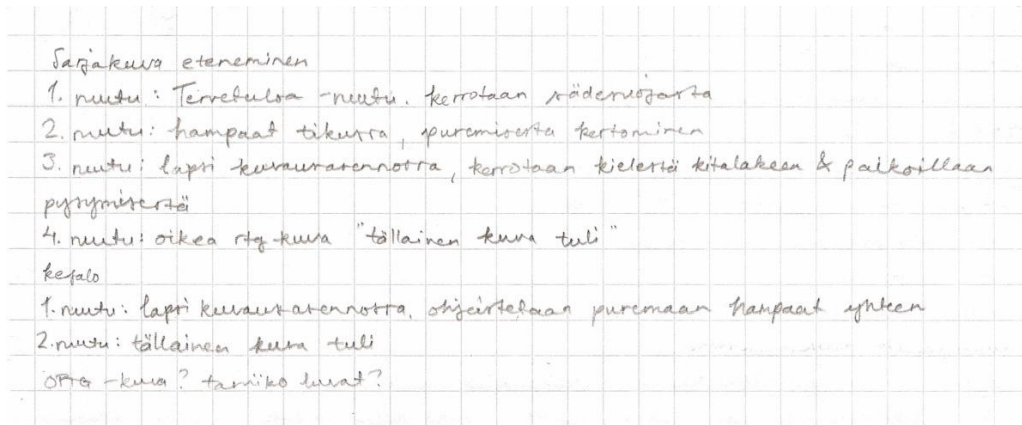 Sarjakuva eteneminen
1. ruutu: Tervetuloa -ruutu. kerrotaan sädesuojasta
2. ruutu: hampaat tikussa, puremisesta kertominen
3. ruutu: lapsi kuvausasennossa, kerrotaan kielestä kitalakeen & paikoillaan
pysymisestä
4. ruutu: oikea rtg-kuva "tällainen kuva tuli"
kefalo
1. ruutu: lapsi kuvausasennossa, ohjeistetaan puremaan hampaat yhteen
2. ruutu: tällainen kuva tuli
OPTG -kuva? kuvat?